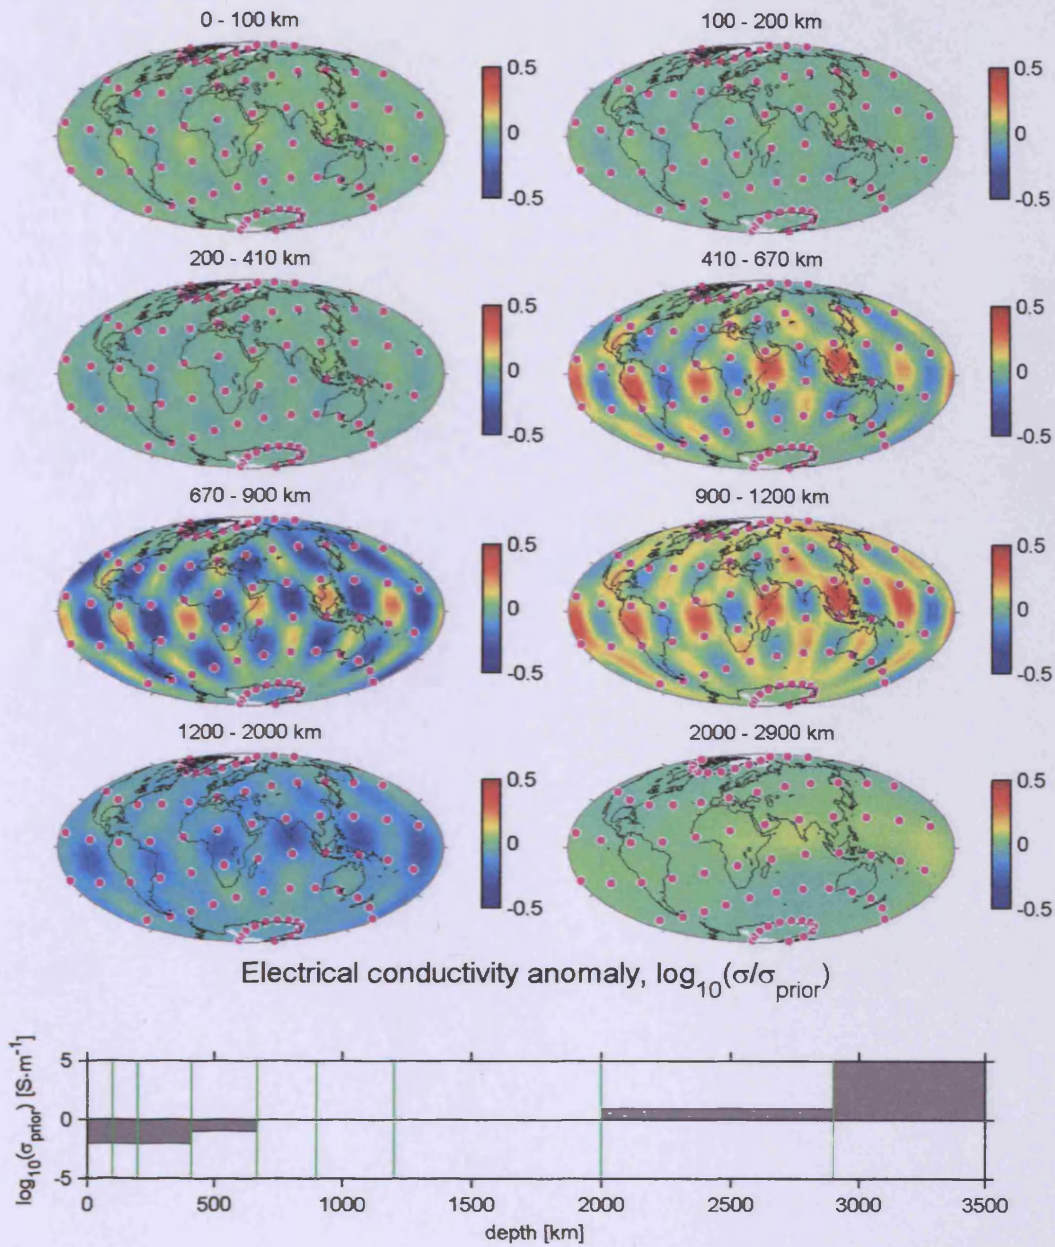 0 - 100 km
100 - 200 km
0.5
0
-0.5
0.5
0
-0.5
200 - 410 km
410 - 670 km
0.5
0
-0.5
0.5
0
-0.5
670 - 900 km
900 - 1200 km
0.5
0
-0.5
0.5
0
-0.5
1200 - 2000 km
2000 - 2900 km
0.5
0
-0.5
0.5
0
-0.5
Electrical conductivity anomaly, log₁₀(σ/σ_prior)
log₁₀(σ_prior) [S·m⁻¹]
5
0
-5
0 500 1000 1500 2000 2500 3000 3500
depth [km]